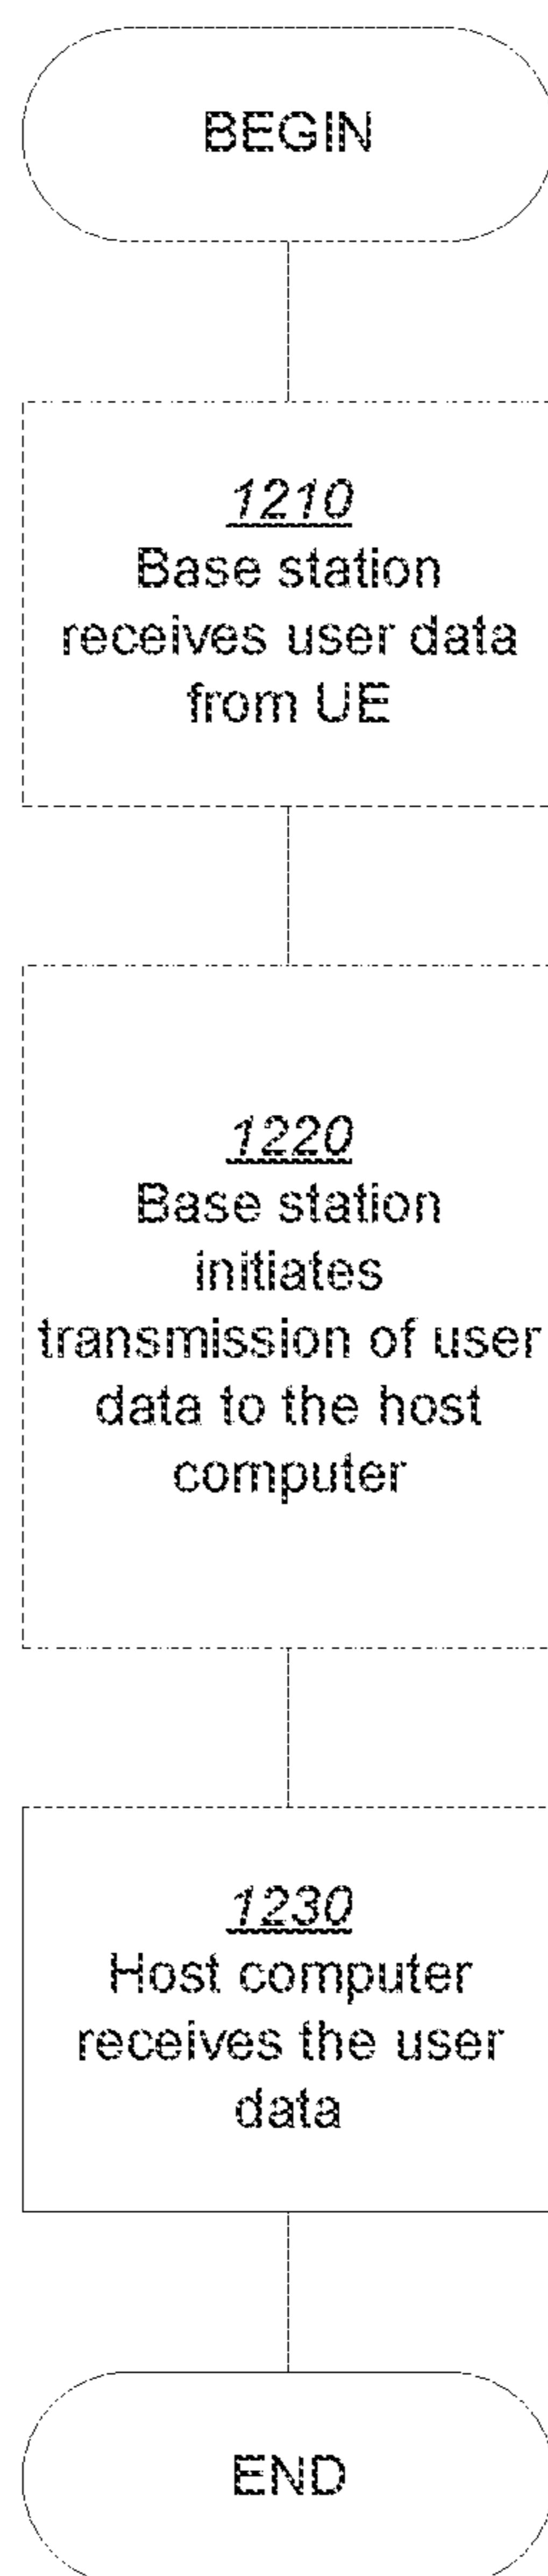 BEGIN
1210
Base station
receives user data
from UE
1220
Base station
initiates
transmission of user
data to the host
computer
1230
Host computer
receives the user
data
END